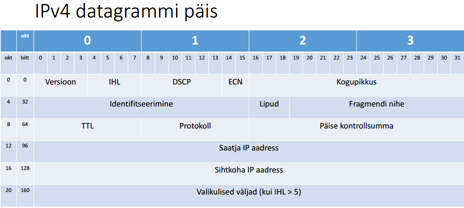 IPv4 datagrammi päis
okt 0 1 2 3
okt bitt 0 1 2 3 4 5 6 7 8 9 10 11 12 13 14 15 16 17 18 19 20 21 22 23 24 25 26 27 28 29 30 31
0 0 Versioon IHL DSCP ECN Kogupikkus
4 32 Identifitseerimine Lipud Fragmendi nihe
8 64 TTL Protokoll Päise kontrollsumma
12 96 Saatja IP aadress
16 128 Sihtkoha IP aadress
20 160 Valikulised väljad (kui IHL > 5)